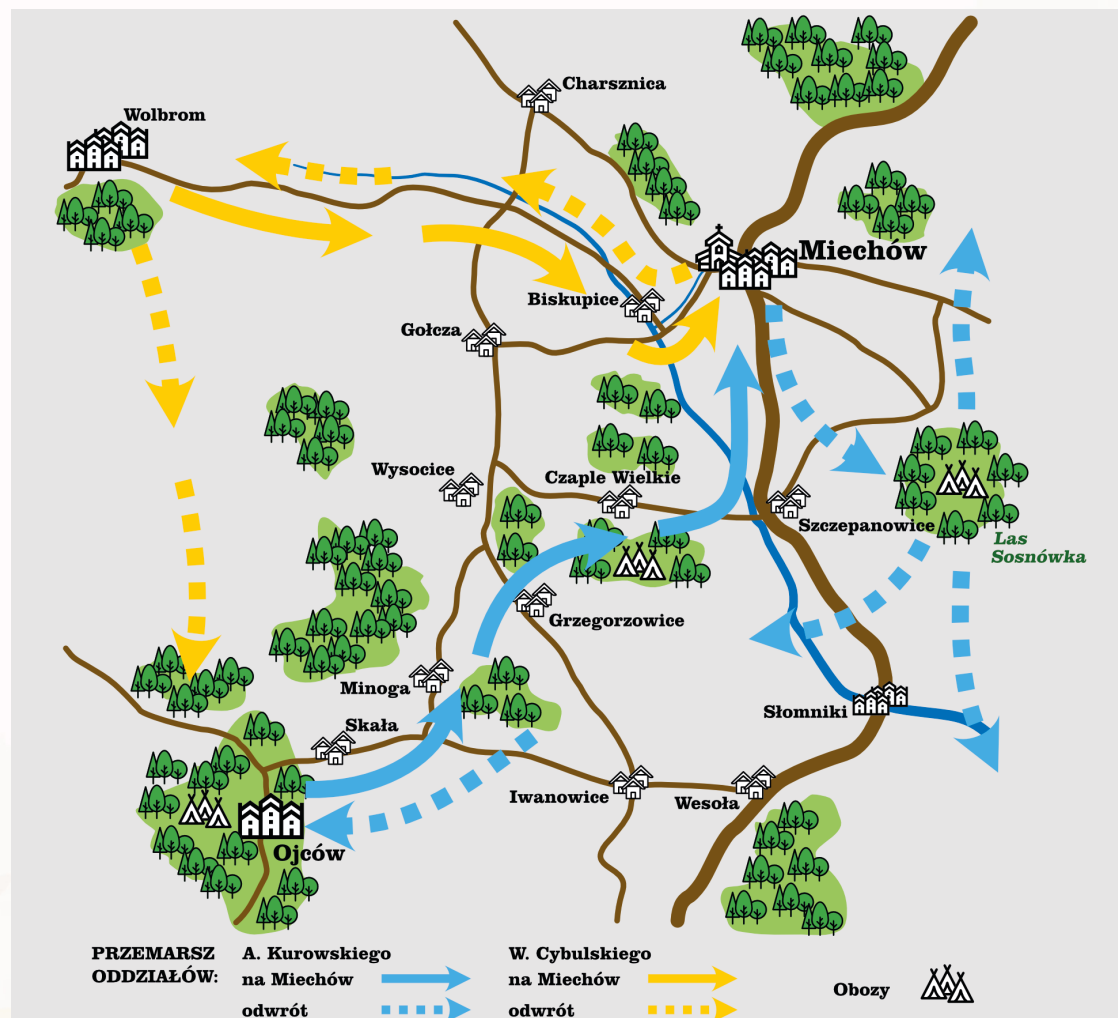 Charsznica
Wolbrom
Miechów
Biskupice
Gołcza
Wysocice
Czaple Wielkie
Szczepanowice
Las
Sosnówka
Grzegorzowice
Minoga
Słomniki
Skała
Iwanowice
Wesoła
Ojców
PRZEMARSZ
ODDZIAŁÓW:
A. Kurowskiego
na Miechów
odwrót
W. Cybulskiego
na Miechów
odwrót
Obozy